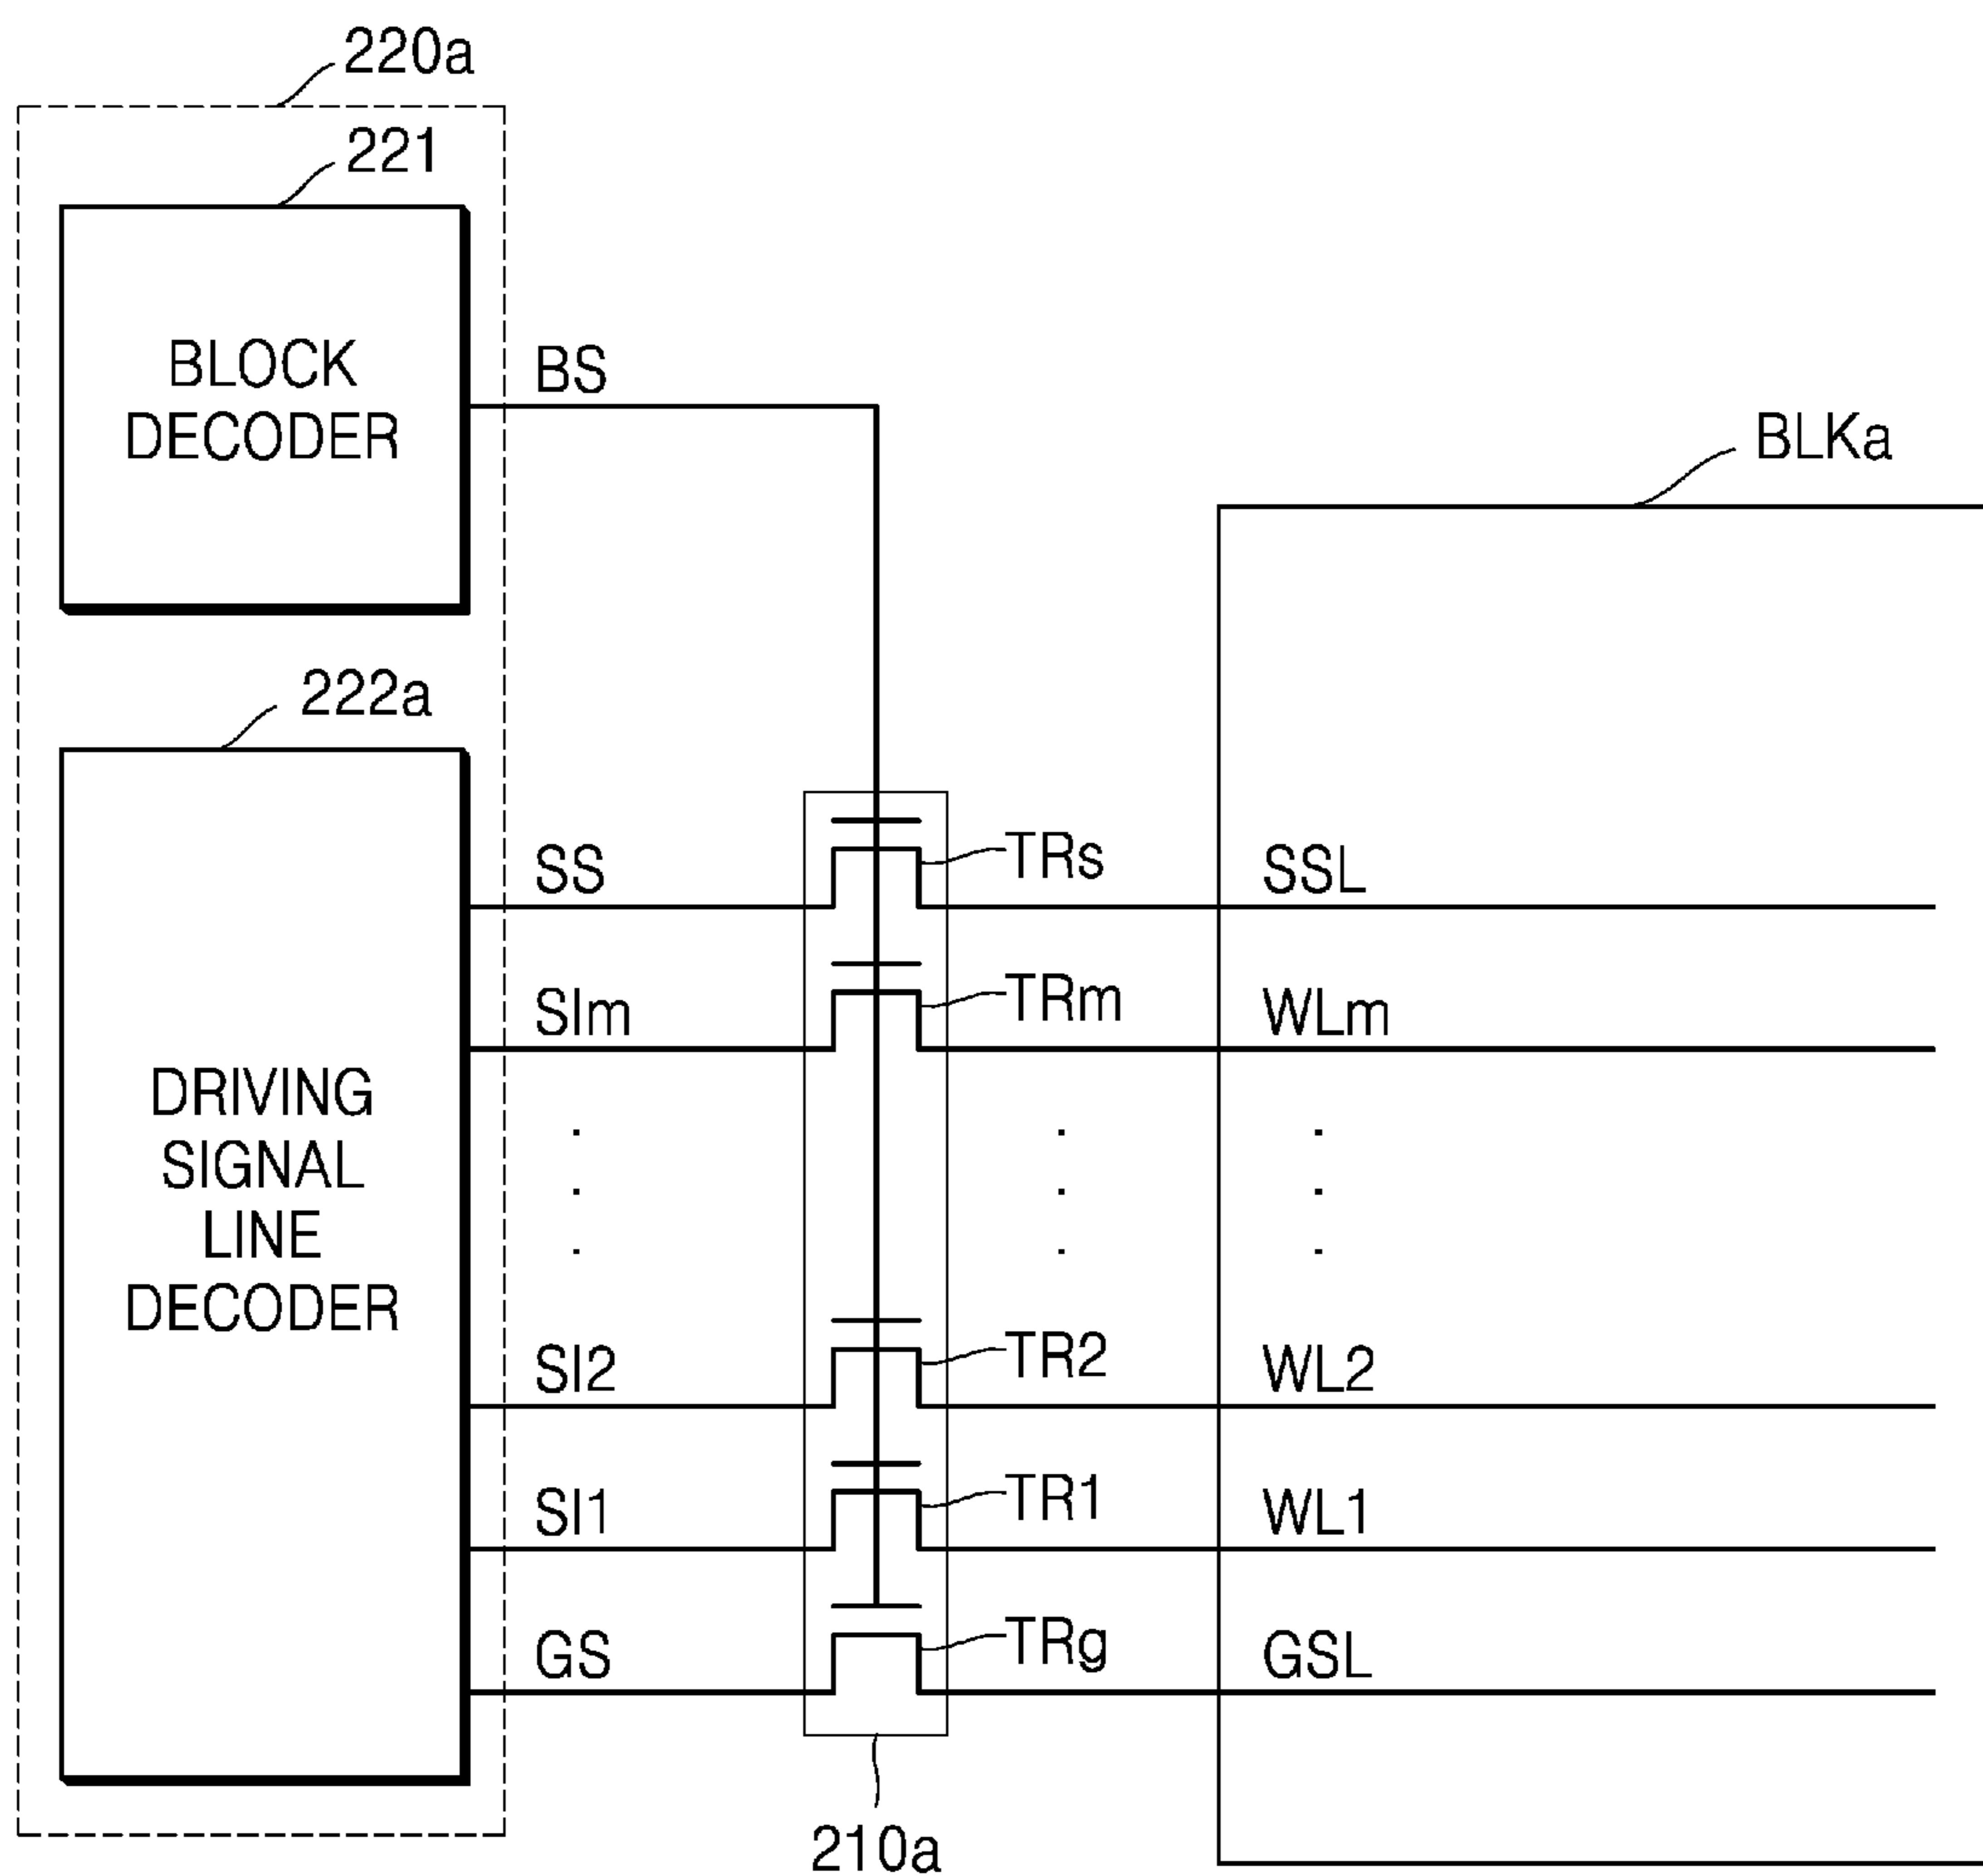 220a
221
BLOCK
DECODER
BS
BLKa
222a
DRIVING
SIGNAL
LINE
DECODER
SS
TRs
SSL
SIm
TRm
WLm
SI2
TR2
WL2
SI1
TR1
WL1
GS
TRg
GSL
210a